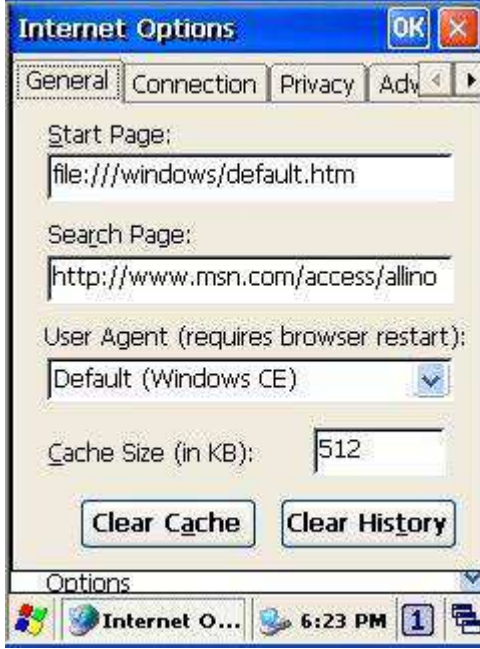 Internet Options OK
General Connection Privacy Adv
Start Page:
file:///windows/default.htm
Search Page:
http://www.msn.com/access/allino
User Agent (requires browser restart):
Default (Windows CE)
Cache Size (in KB): 512
Clear Cache Clear History
Options
Internet O... 6:23 PM 1